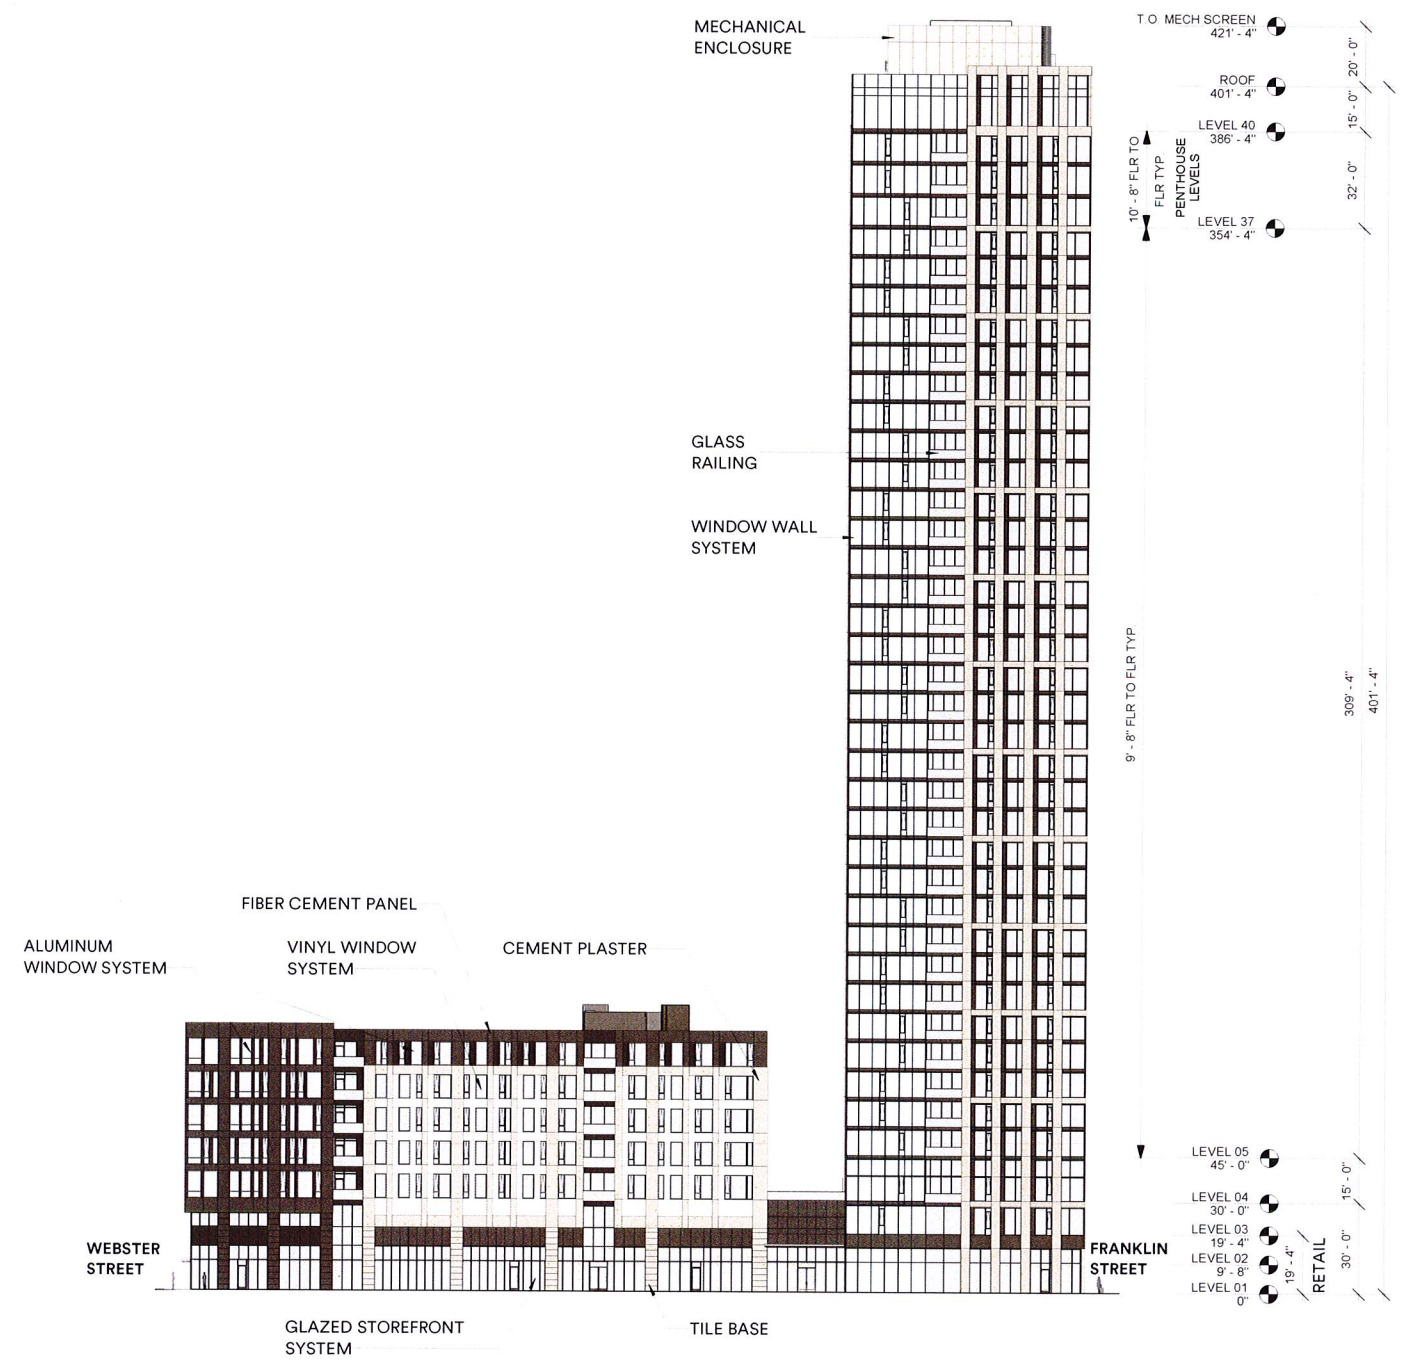 MECHANICAL
ENCLOSURE
T.O. MECH SCREEN
421' - 4"
20' - 0"
ROOF
401' - 4"
15' - 0"
LEVEL 40
386' - 4"
10' - 8" FLR TO
FLR TYP.
PENTHOUSE
LEVELS
32' - 0"
LEVEL 37
354' - 4"
GLASS
RAILING
WINDOW WALL
SYSTEM
9' - 8" FLR TO FLR TYP.
309' - 4"
401' - 4"
FIBER CEMENT PANEL
ALUMINUM
WINDOW SYSTEM
VINYL WINDOW
SYSTEM
CEMENT PLASTER
LEVEL 05
45' - 0"
15' - 0"
LEVEL 04
30' - 0"
LEVEL 03
19' - 4"
LEVEL 02
9' - 8"
LEVEL 01
0"
19' - 4"
RETAIL
30' - 0"
WEBSTER
STREET
FRANKLIN
STREET
GLAZED STOREFRONT
SYSTEM
TILE BASE